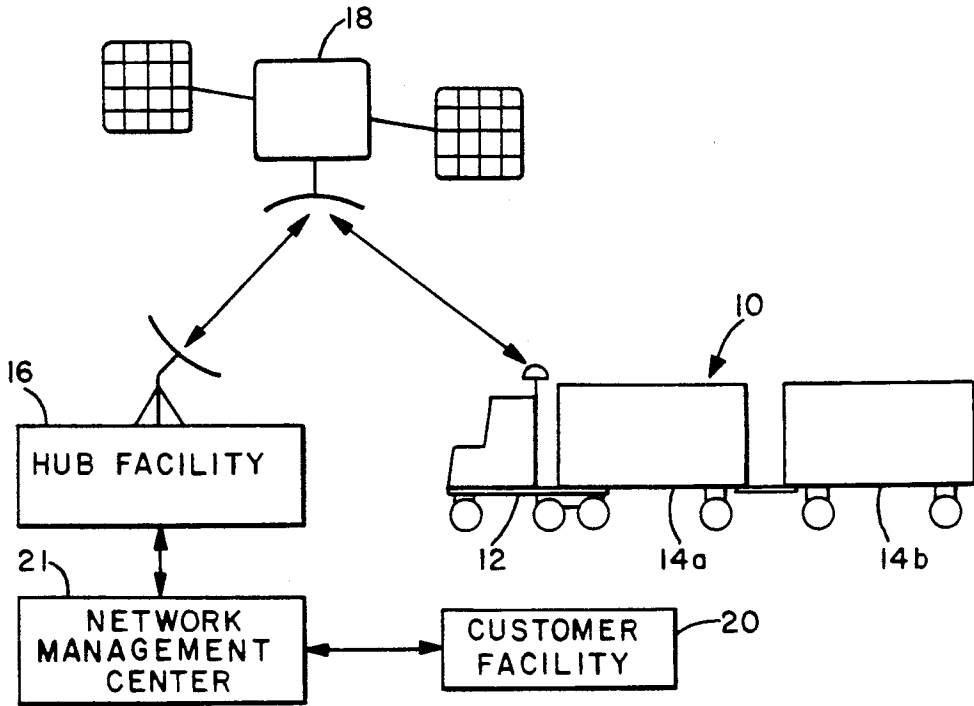 18
10
16
HUB FACILITY
12
14a
14b
21
NETWORK
MANAGEMENT
CENTER
CUSTOMER
FACILITY
20